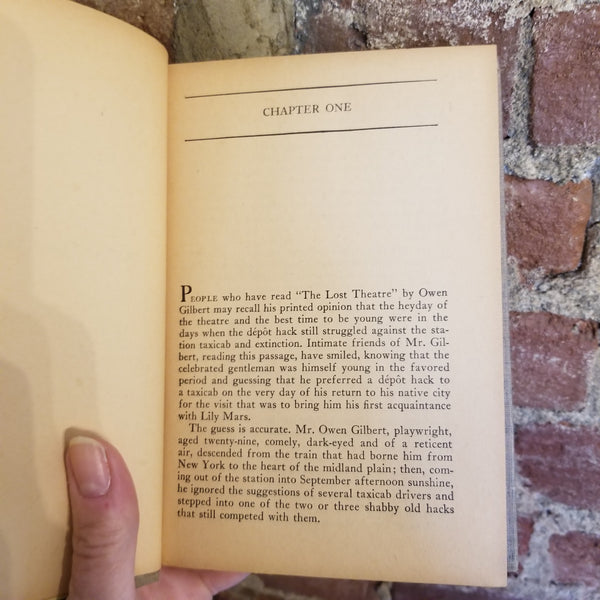 CHAPTER ONE
PEOPLE who have read "The Lost Theatre" by Owen
Gilbert may recall his printed opinion that the heyday of
the theatre and the best time to be young were in the
days when the dépôt hack still struggled against the sta-
tion taxicab and extinction. Intimate friends of Mr. Gil-
bert, reading this passage, have smiled, knowing that the
celebrated gentleman was himself young in the favored
period and guessing that he preferred a dépôt hack to
a taxicab on the very day of his return to his native city
for the visit that was to bring him his first acquaintance
with Lily Mars.
The guess is accurate. Mr. Owen Gilbert, playwright,
aged twenty-nine, comely, dark-eyed and of a reticent
air, descended from the train that had borne him from
New York to the heart of the midland plain; then, com-
ing out of the station into September afternoon sunshine,
he ignored the suggestions of several taxicab drivers and
stepped into one of the two or three shabby old hacks
that still competed with them.